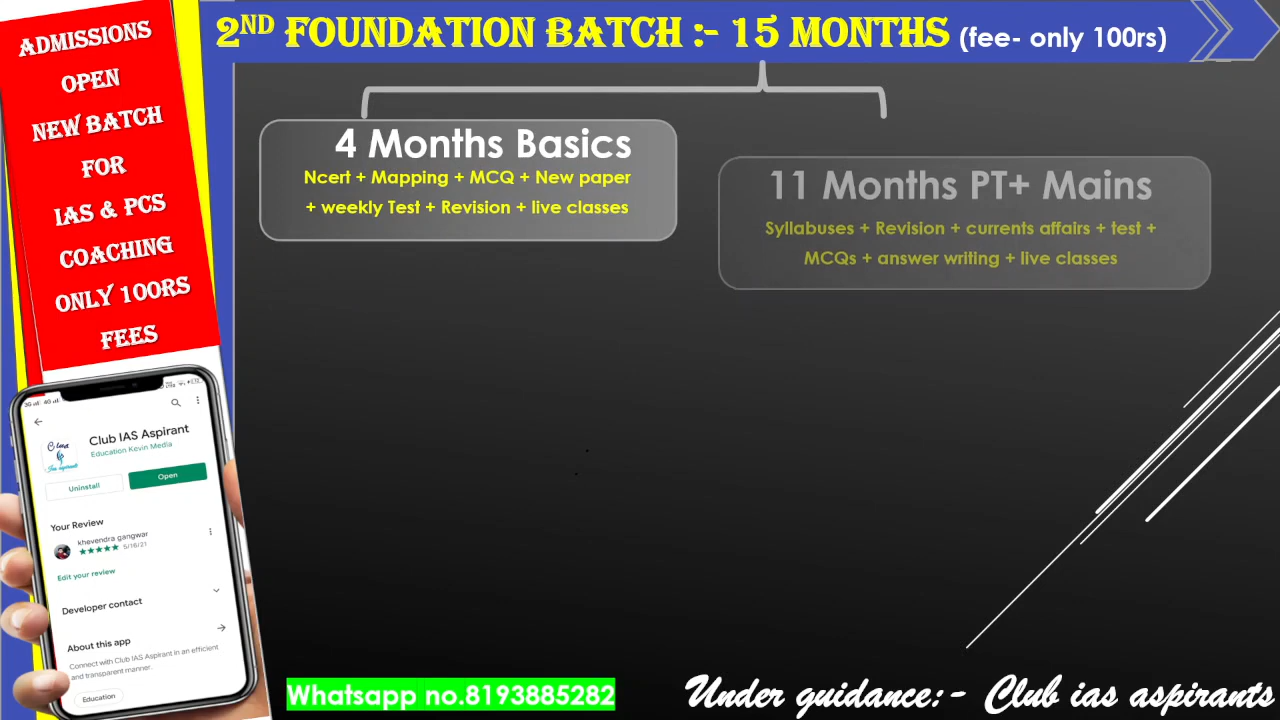 ADMISSIONS
OPEN
NEW BATCH
FOR
IAS & PCS
COACHING
ONLY 100RS
FEES
2ND FOUNDATION BATCH :- 15 MONTHS (fee- only 100rs)
4 Months Basics
Ncert + Mapping + MCQ + New paper
+ weekly Test + Revision + live classes
11 Months PT+ Mains
Syllabuses + Revision + currents affairs + test +
MCQs + answer writing + live classes
Club IAS Aspirant
Education Kevin Media
Uninstall
Open
Your Review
khevendra gangwar
5/16/21
Edit your review
Developer contact
About this app
Connect with Club IAS Aspirant in an efficient
and transparent manner.
Education
Whatsapp no.8193885282
Under guidance:- Club ias aspirants